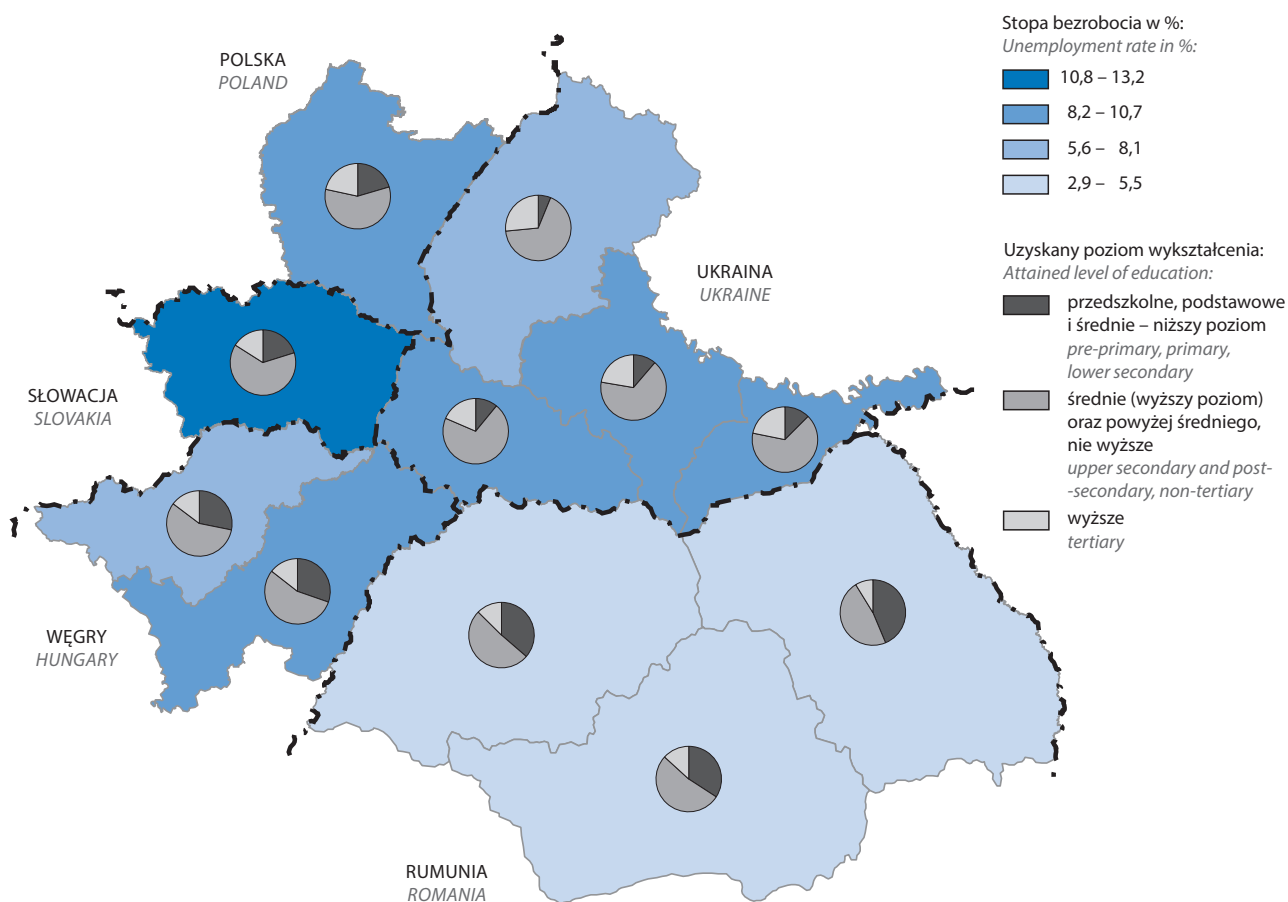 POLSKA
POLAND
UKRAINA
UKRAINE
SŁOWACJA
SLOVAKIA
WĘGRY
HUNGARY
RUMUNIA
ROMANIA
Stopa bezrobocia w %:
Unemployment rate in %:
10,8 – 13,2
8,2 – 10,7
5,6 – 8,1
2,9 – 5,5
Uzyskany poziom wykształcenia:
Attained level of education:
przedszkolne, podstawowe
i średnie – niższy poziom
pre-primary, primary,
lower secondary
średnie (wyższy poziom)
oraz powyżej średniego,
nie wyższe
upper secondary and post-
-secondary, non-tertiary
wyższe
tertiary